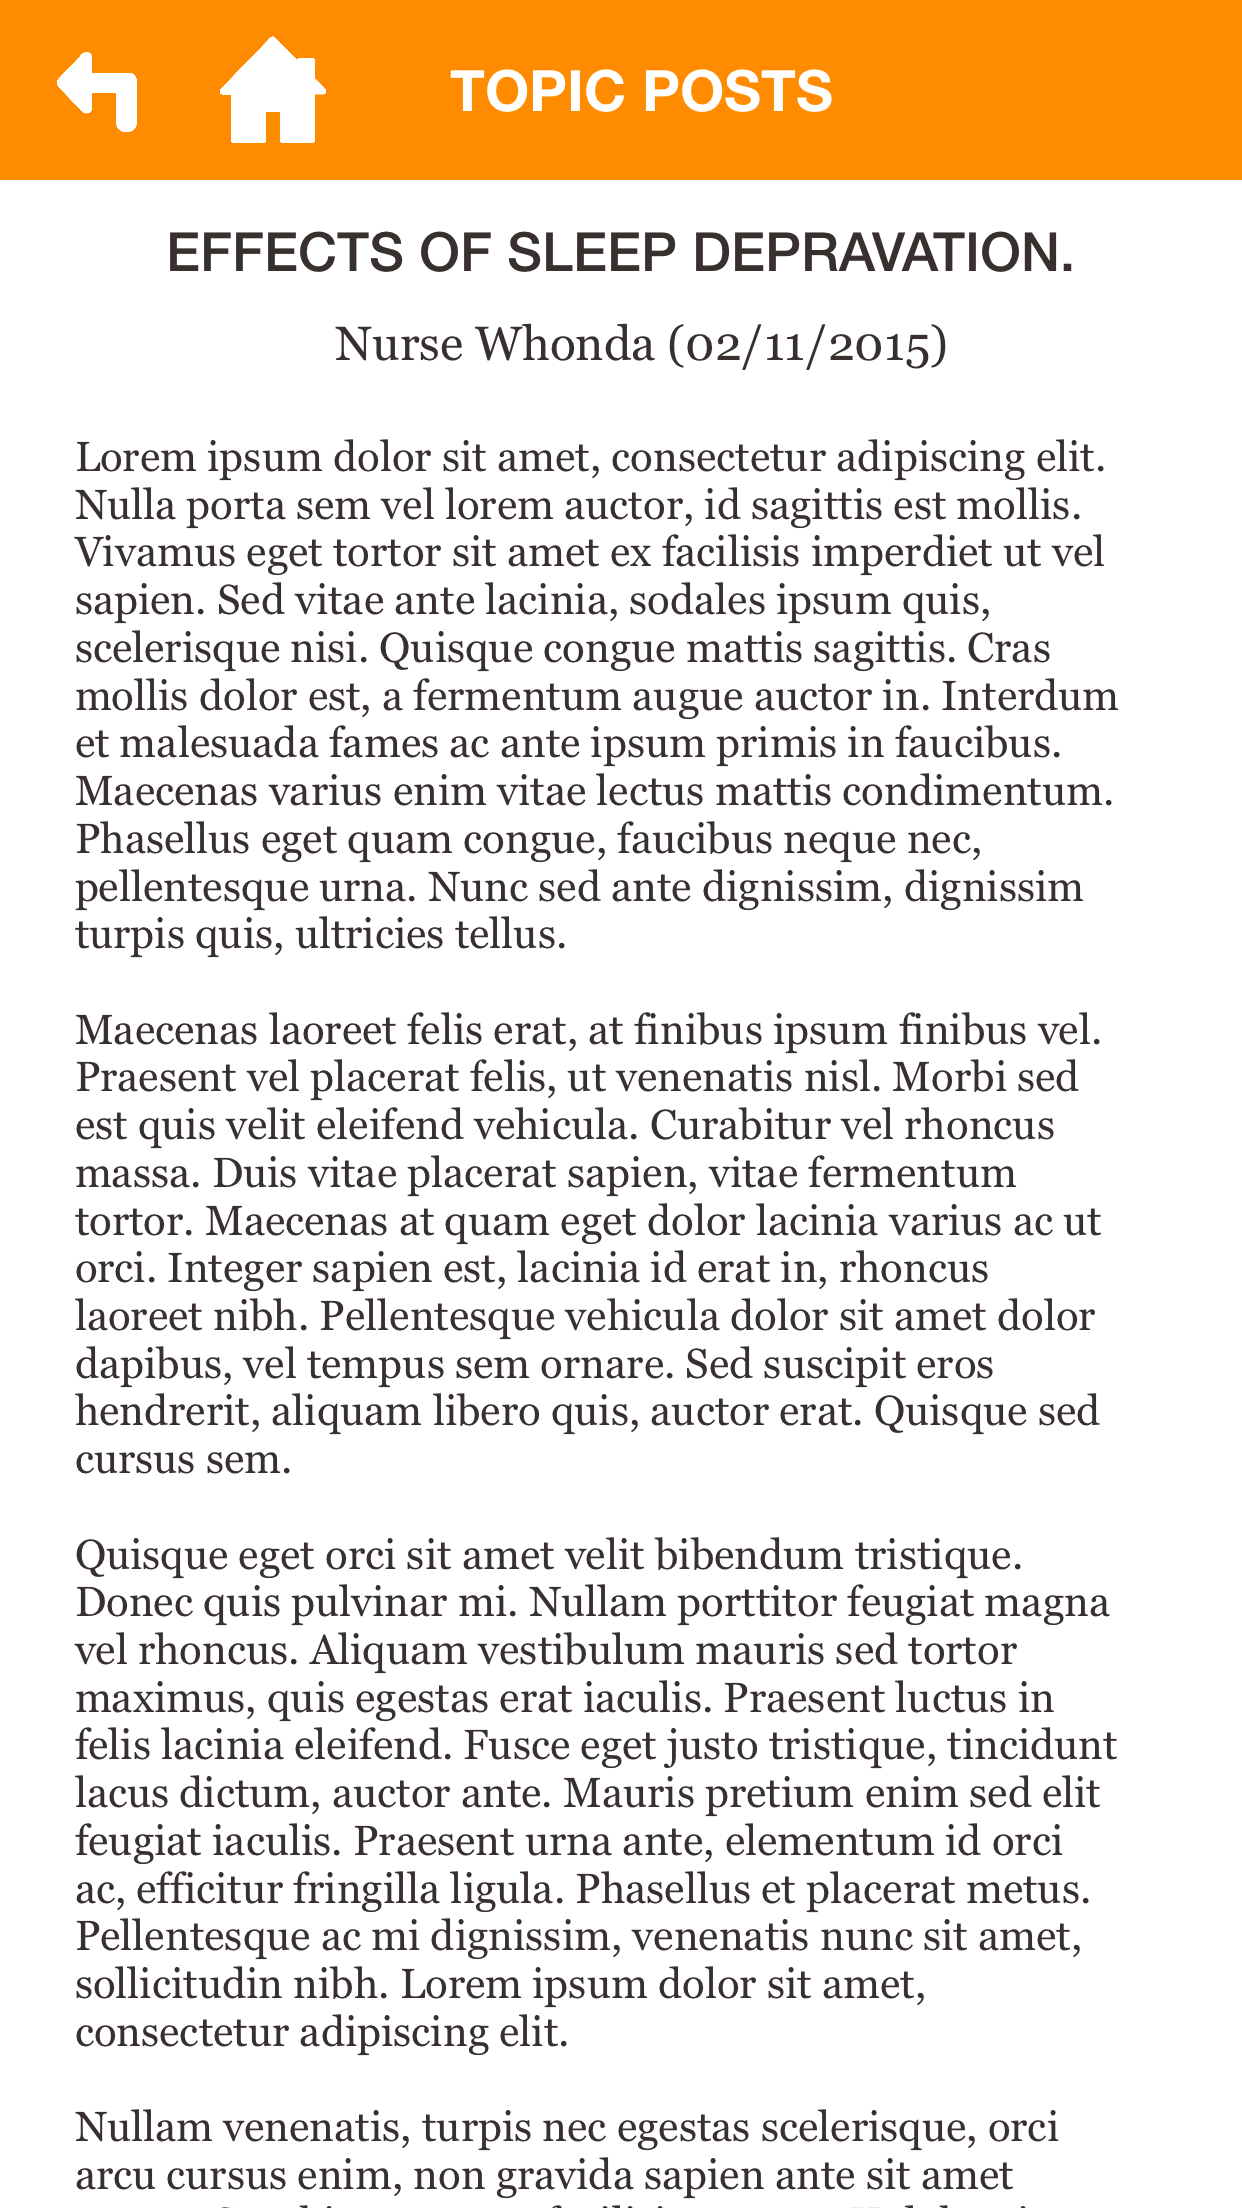 TOPIC POSTS
EFFECTS OF SLEEP DEPRAVATION.
Nurse Whonda (02/11/2015)
Lorem ipsum dolor sit amet, consectetur adipiscing elit.
Nulla porta sem vel lorem auctor, id sagittis est mollis.
Vivamus eget tortor sit amet ex facilisis imperdiet ut vel
sapien. Sed vitae ante lacinia, sodales ipsum quis,
scelerisque nisi. Quisque congue mattis sagittis. Cras
mollis dolor est, a fermentum augue auctor in. Interdum
et malesuada fames ac ante ipsum primis in faucibus.
Maecenas varius enim vitae lectus mattis condimentum.
Phasellus eget quam congue, faucibus neque nec,
pellentesque urna. Nunc sed ante dignissim, dignissim
turpis quis, ultricies tellus.
Maecenas laoreet felis erat, at finibus ipsum finibus vel.
Praesent vel placerat felis, ut venenatis nisl. Morbi sed
est quis velit eleifend vehicula. Curabitur vel rhoncus
massa. Duis vitae placerat sapien, vitae fermentum
tortor. Maecenas at quam eget dolor lacinia varius ac ut
orci. Integer sapien est, lacinia id erat in, rhoncus
laoreet nibh. Pellentesque vehicula dolor sit amet dolor
dapibus, vel tempus sem ornare. Sed suscipit eros
hendrerit, aliquam libero quis, auctor erat. Quisque sed
cursus sem.
Quisque eget orci sit amet velit bibendum tristique.
Donec quis pulvinar mi. Nullam porttitor feugiat magna
vel rhoncus. Aliquam vestibulum mauris sed tortor
maximus, quis egestas erat iaculis. Praesent luctus in
felis lacinia eleifend. Fusce eget justo tristique, tincidunt
lacus dictum, auctor ante. Mauris pretium enim sed elit
feugiat iaculis. Praesent urna ante, elementum id orci
ac, efficitur fringilla ligula. Phasellus et placerat metus.
Pellentesque ac mi dignissim, venenatis nunc sit amet,
sollicitudin nibh. Lorem ipsum dolor sit amet,
consectetur adipiscing elit.
Nullam venenatis, turpis nec egestas scelerisque, orci
arcu cursus enim, non gravida sapien ante sit amet